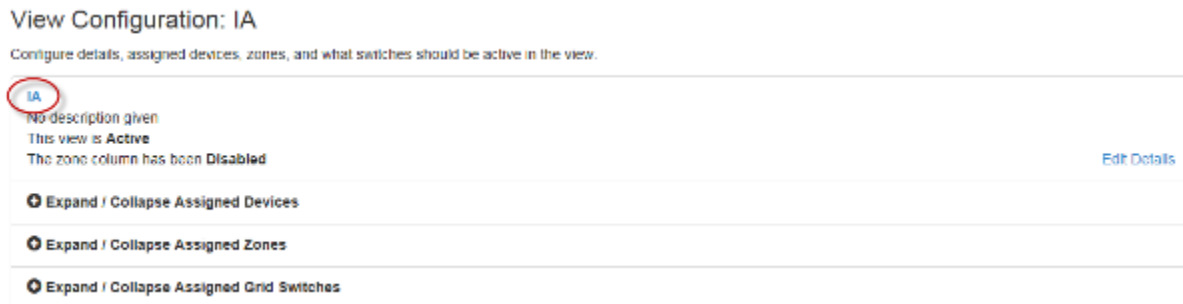 View Configuration: IA
Configure details, assigned devices, zones, and what switches should be active in the view.
IA
No description given
This view is Active
The zone column has been Disabled
Edit Details
Expand / Collapse Assigned Devices
Expand / Collapse Assigned Zones
Expand / Collapse Assigned Grid Switches